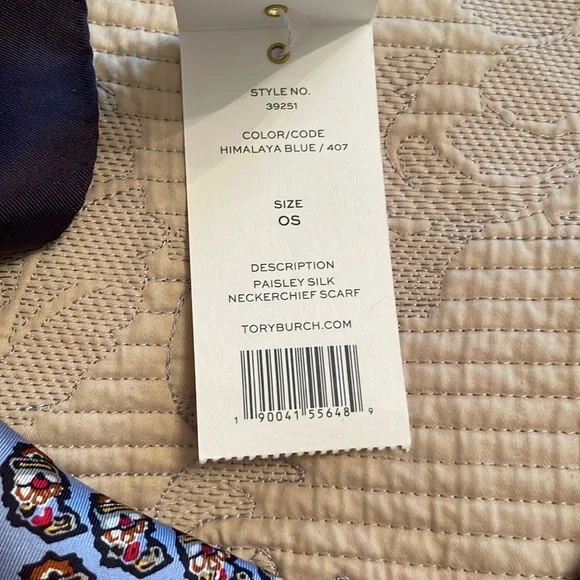 STYLE NO.
39251
COLOR/CODE
HIMALAYA BLUE / 407
SIZE
OS
DESCRIPTION
PAISLEY SILK
NECKERCHIEF SCARF
TORYBURCH.COM
1 90041 55648 9